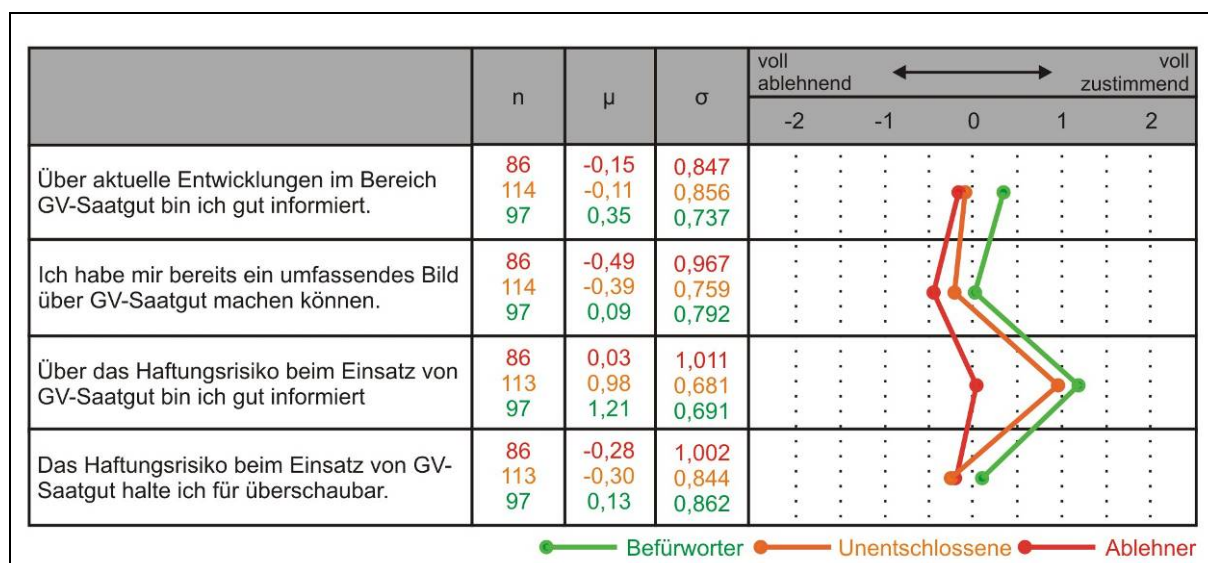 voll ablehnend
voll zustimmend
n μ σ
-2 -1 0 1 2
Über aktuelle Entwicklungen im Bereich
GV-Saatgut bin ich gut informiert.
86 -0,15 0,847
114 -0,11 0,856
97 0,35 0,737
Ich habe mir bereits ein umfassendes Bild
über GV-Saatgut machen können.
86 -0,49 0,967
114 -0,39 0,759
97 0,09 0,792
Über das Haftungsrisiko beim Einsatz von
GV-Saatgut bin ich gut informiert
86 0,03 1,011
113 0,98 0,681
97 1,21 0,691
Das Haftungsrisiko beim Einsatz von GV-
Saatgut halte ich für überschaubar.
86 -0,28 1,002
113 -0,30 0,844
97 0,13 0,862
Befürworter Unentschlossene Ablehner